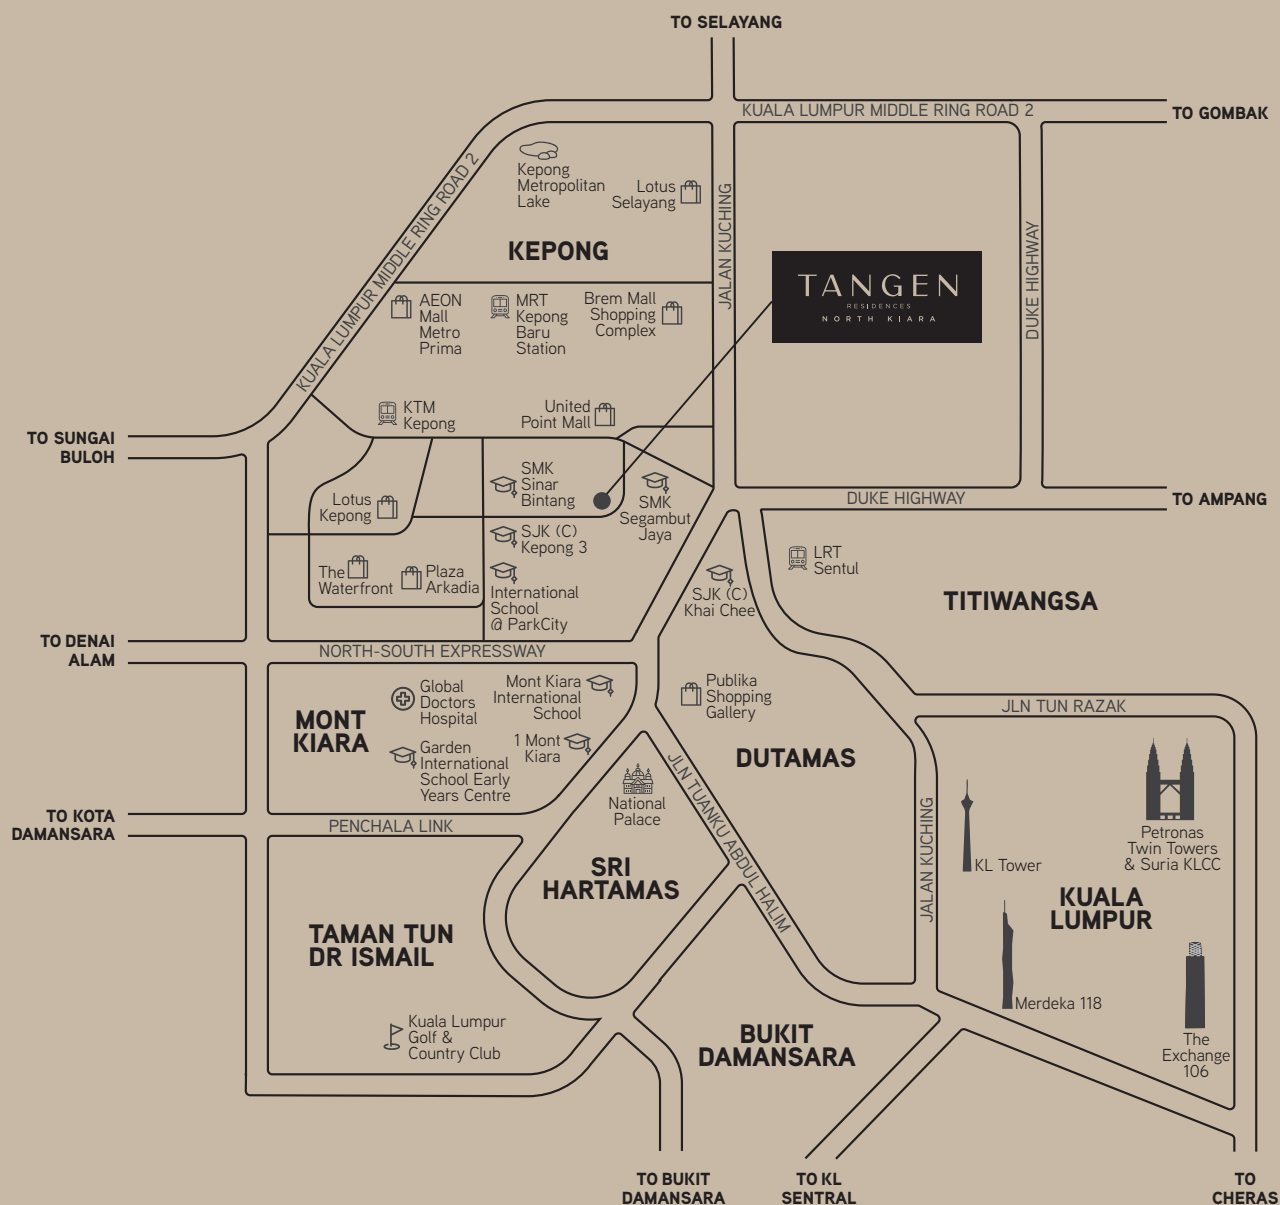 TO SELAYANG
KUALA LUMPUR MIDDLE RING ROAD 2
TO GOMBAK
Kepong
Metropolitan
Lake
Lotus
Selayang
KUALA LUMPUR MIDDLE RING ROAD 2
JALAN KUCHING
DUKE HIGHWAY
KEPONG
TANGEN
RESIDENCES
NORTH KIARA
AEON
Mall
Metro
Prima
MRT
Kepong
Baru
Station
Brem Mall
Shopping
Complex
KTM
Kepong
United
Point Mall
TO SUNGAI
BULOH
SMK
Sinar
Bintang
Lotus
Kepong
SMK
Segambut
Jaya
DUKE HIGHWAY
TO AMPANG
SJK (C)
Kepong 3
LRT
Sentul
The
Waterfront
Plaza
Arkadia
International
School
@ ParkCity
SJK (C)
Khai Chee
TITIWANGSA
TO DENAI
ALAM
NORTH-SOUTH EXPRESSWAY
MONT
KIARA
Global
Doctors
Hospital
Mont Kiara
International
School
Publika
Shopping
Gallery
JLN TUN RAZAK
Garden
International
School Early
Years Centre
1 Mont
Kiara
DUTAMAS
National
Palace
JLN TUANKU ABDUL HALIM
TO KOTA
DAMANSARA
PENCHALA LINK
JALAN KUCHING
KL Tower
Petronas
Twin Towers
& Suria KLCC
SRI
HARTAMAS
KUALA
LUMPUR
TAMAN TUN
DR ISMAIL
Merdeka 118
Kuala Lumpur
Golf &
Country Club
BUKIT
DAMANSARA
The
Exchange
106
TO BUKIT
DAMANSARA
TO KL
SENTRAL
TO
CHERAS